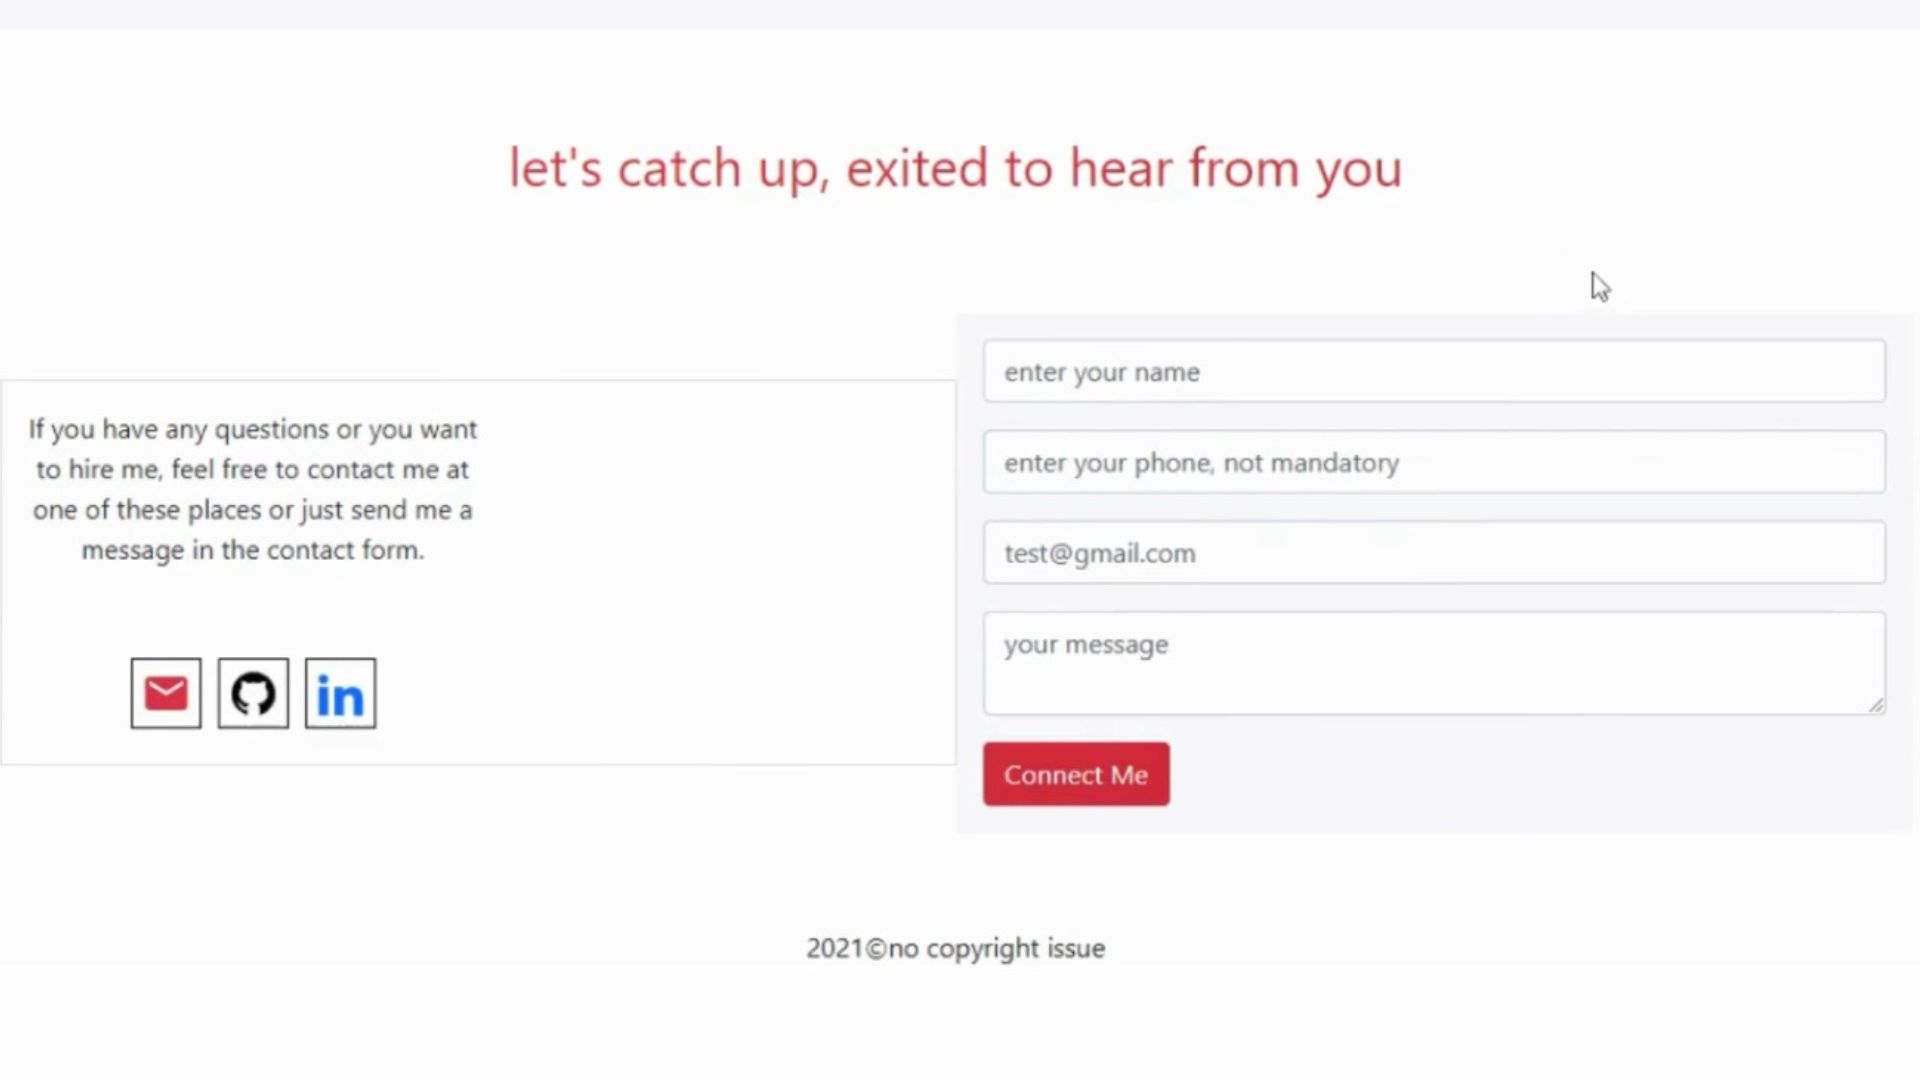 let's catch up, exited to hear from you
If you have any questions or you want
to hire me, feel free to contact me at
one of these places or just send me a
message in the contact form.
in
enter your name
enter your phone, not mandatory
test@gmail.com
your message
Connect Me
2021©no copyright issue